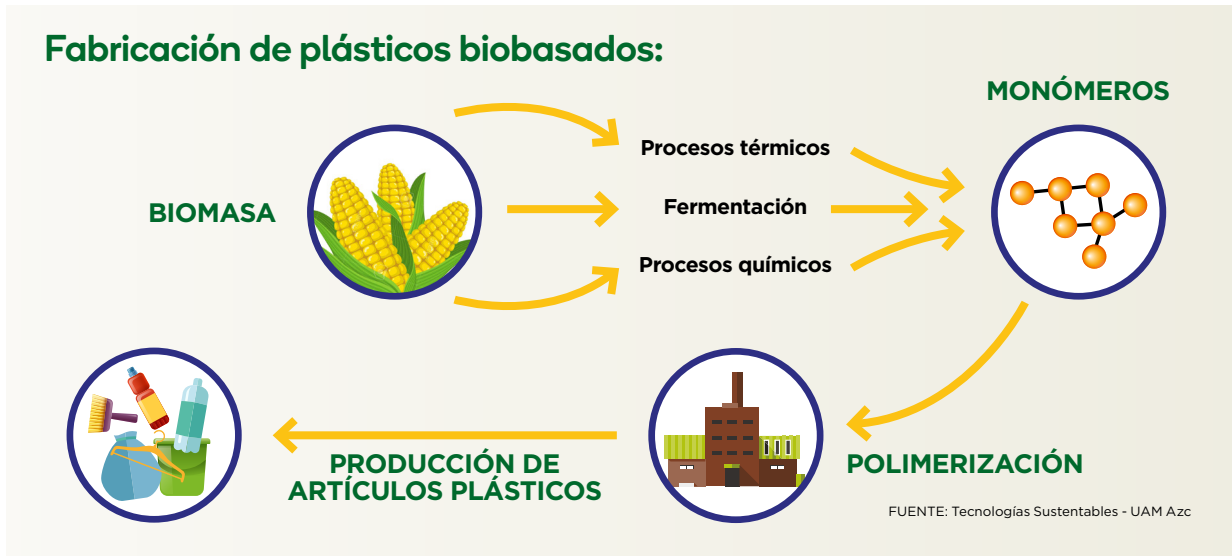 Fabricación de plásticos biobasados:
MONÓMEROS
Procesos térmicos
BIOMASA
Fermentación
Procesos químicos
PRODUCCIÓN DE
ARTÍCULOS PLÁSTICOS
POLIMERIZACIÓN
FUENTE: Tecnologías Sustentables - UAM Azc